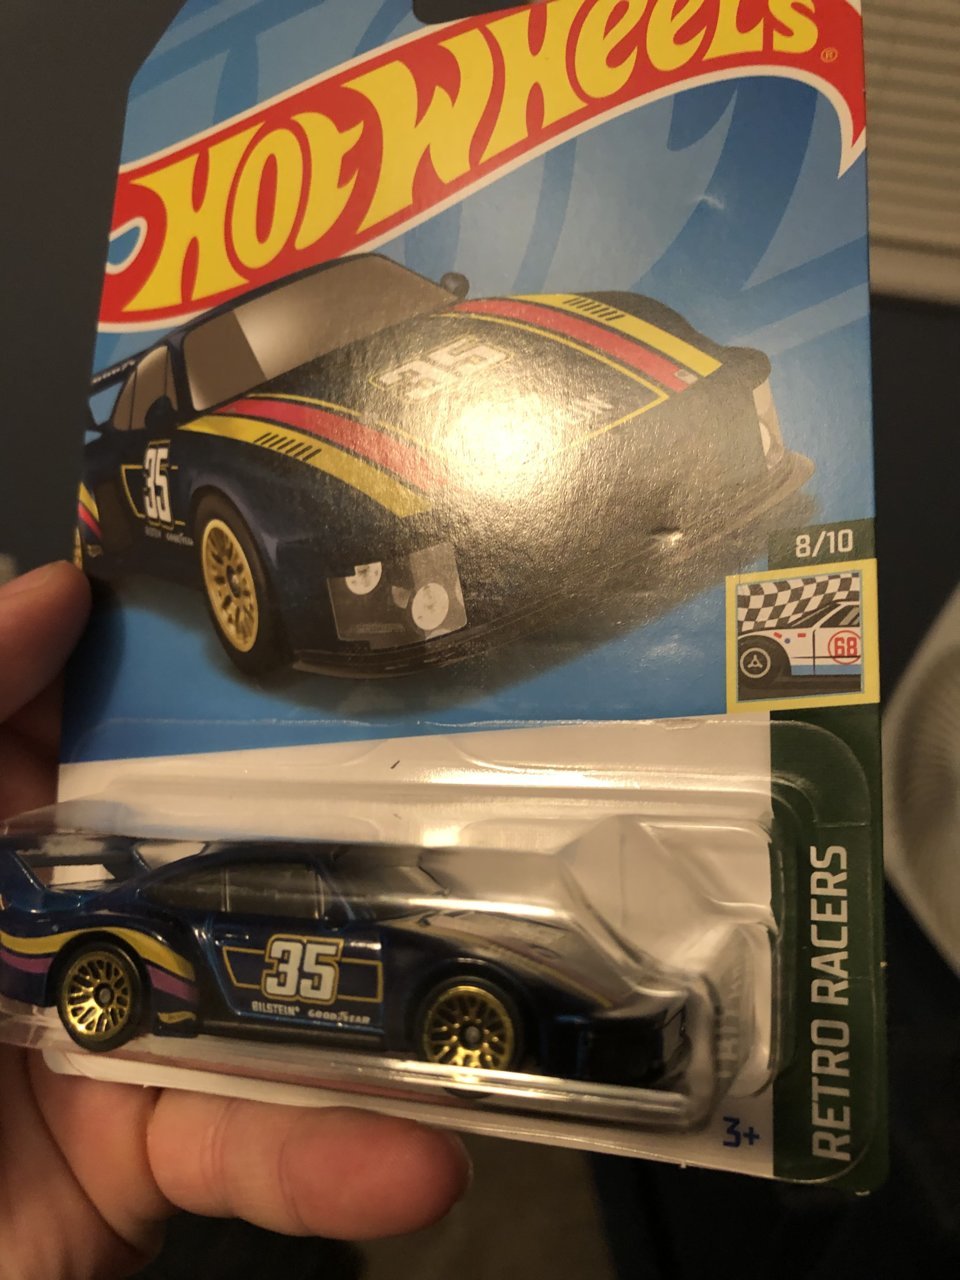 HOT WHEELS®
35
35
8/10
68
35
BILSTEIN® GOODYEAR
3+
RETRO RACERS